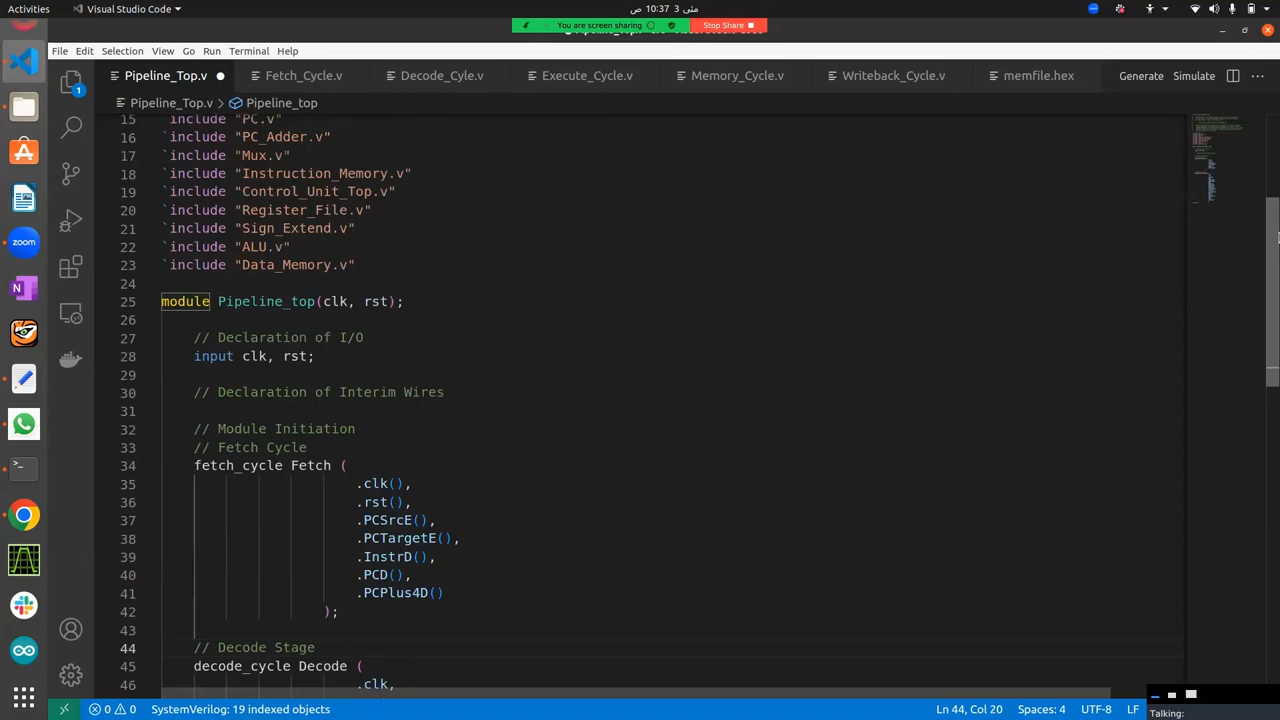 Activities
Visual Studio Code
مئی 3 10:37 ص
You are screen sharing
Stop Share
File Edit Selection View Go Run Terminal Help
Pipeline_Top.v
Fetch_Cycle.v
Decode_Cyle.v
Execute_Cycle.v
Memory_Cycle.v
Writeback_Cycle.v
memfile.hex
Generate Simulate
Pipeline_Top.v > Pipeline_top
1
zoom
15 `include "PC.v"
16 `include "PC_Adder.v"
17 `include "Mux.v"
18 `include "Instruction_Memory.v"
19 `include "Control_Unit_Top.v"
20 `include "Register_File.v"
21 `include "Sign_Extend.v"
22 `include "ALU.v"
23 `include "Data_Memory.v"
24
25 module Pipeline_top(clk, rst);
26
27 // Declaration of I/O
28 input clk, rst;
29
30 // Declaration of Interim Wires
31
32 // Module Initiation
33 // Fetch Cycle
34 fetch_cycle Fetch (
35 .clk(),
36 .rst(),
37 .PCSrcE(),
38 .PCTargetE(),
39 .InstrD(),
40 .PCD(),
41 .PCPlus4D()
42 );
43
44 // Decode Stage
45 decode_cycle Decode (
46 .clk,
0 0 SystemVerilog: 19 indexed objects
Ln 44, Col 20 Spaces: 4 UTF-8 LF
Talking: